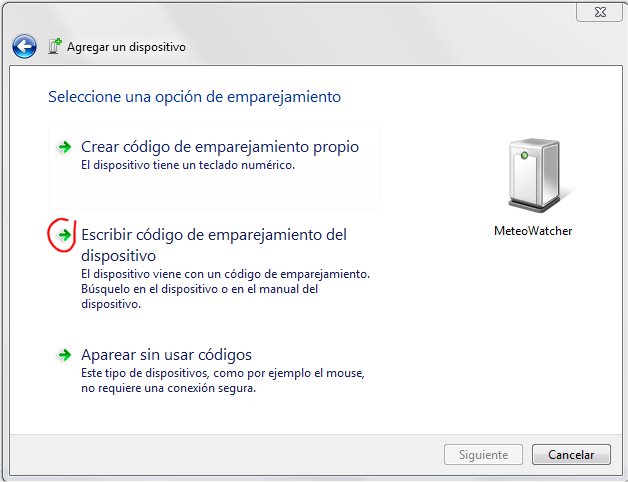 Agregar un dispositivo
Seleccione una opción de emparejamiento
Crear código de emparejamiento propio
El dispositivo tiene un teclado numérico.
MeteoWatcher
Escribir código de emparejamiento del
dispositivo
El dispositivo viene con un código de emparejamiento.
Búsquelo en el dispositivo o en el manual del
dispositivo.
Aparear sin usar códigos
Este tipo de dispositivos, como por ejemplo el mouse,
no requiere una conexión segura.
Siguiente
Cancelar